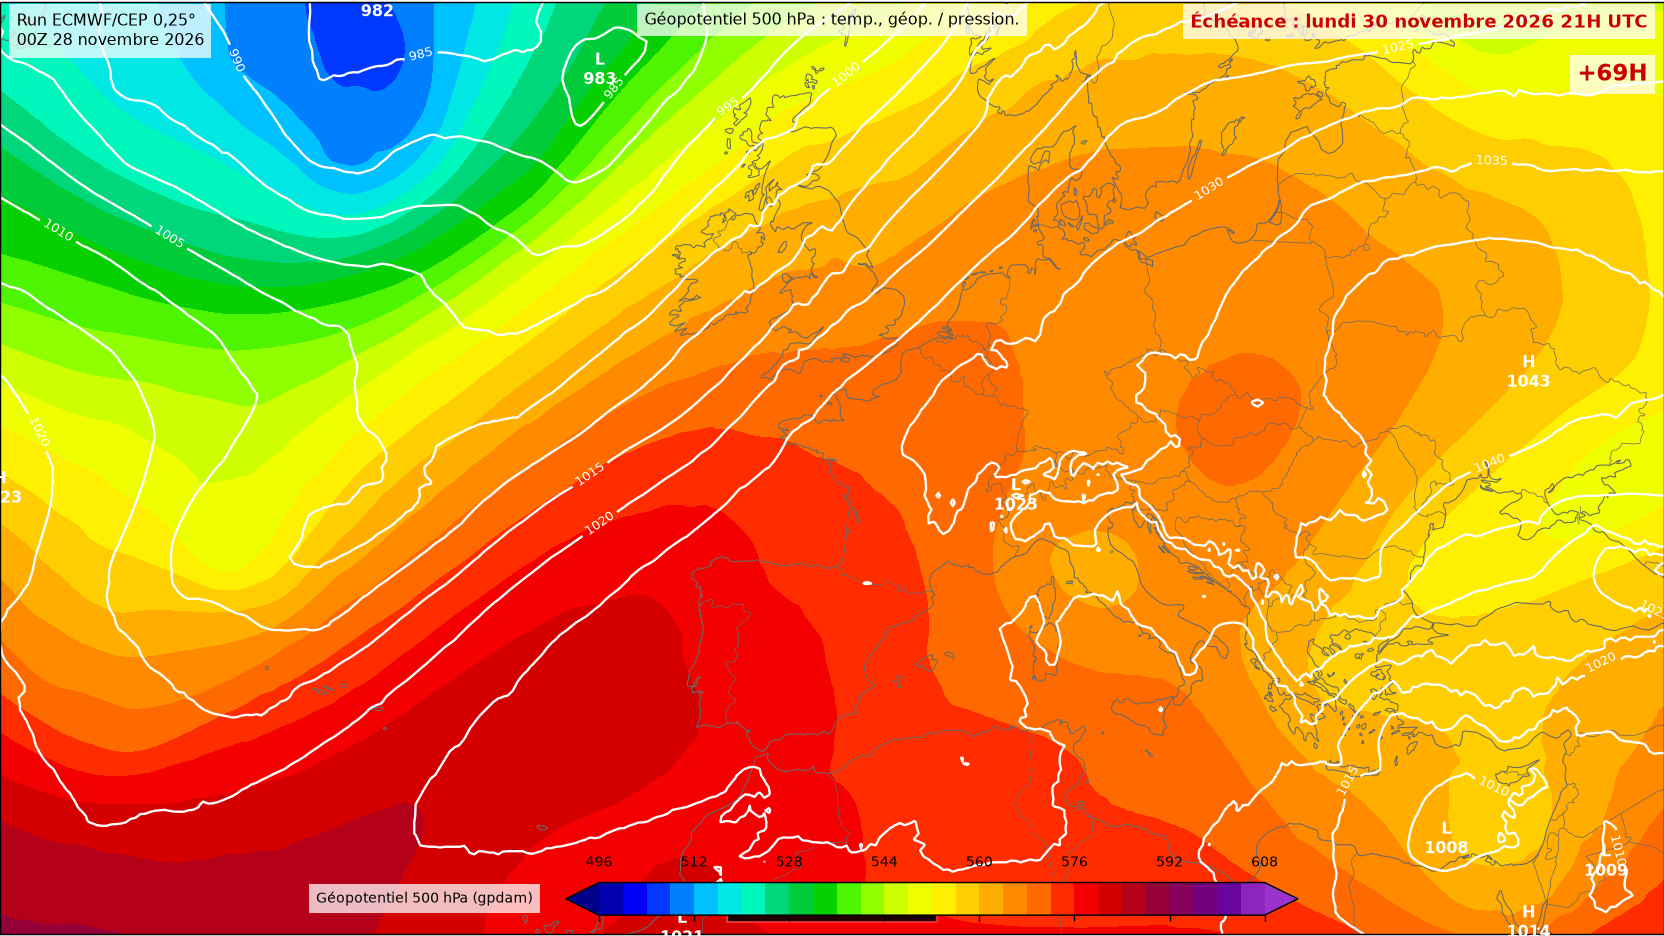 Run ECMWF/CEP 0,25°
00Z 28 novembre 2026
Géopotentiel 500 hPa : temp., géop. / pression.
Échéance : lundi 30 novembre 2026 21H UTC
+69H
982
985
990
L
983
985
995
1000
1025
1035
1030
1010
1005
H
1043
1020
H
23
1015
1020
L
1023
1040
1020
1015
1010
L
1008
1010
L
1009
H
1014
L
1021
496 512 528 544 560 576 592 608
Géopotentiel 500 hPa (gpdam)